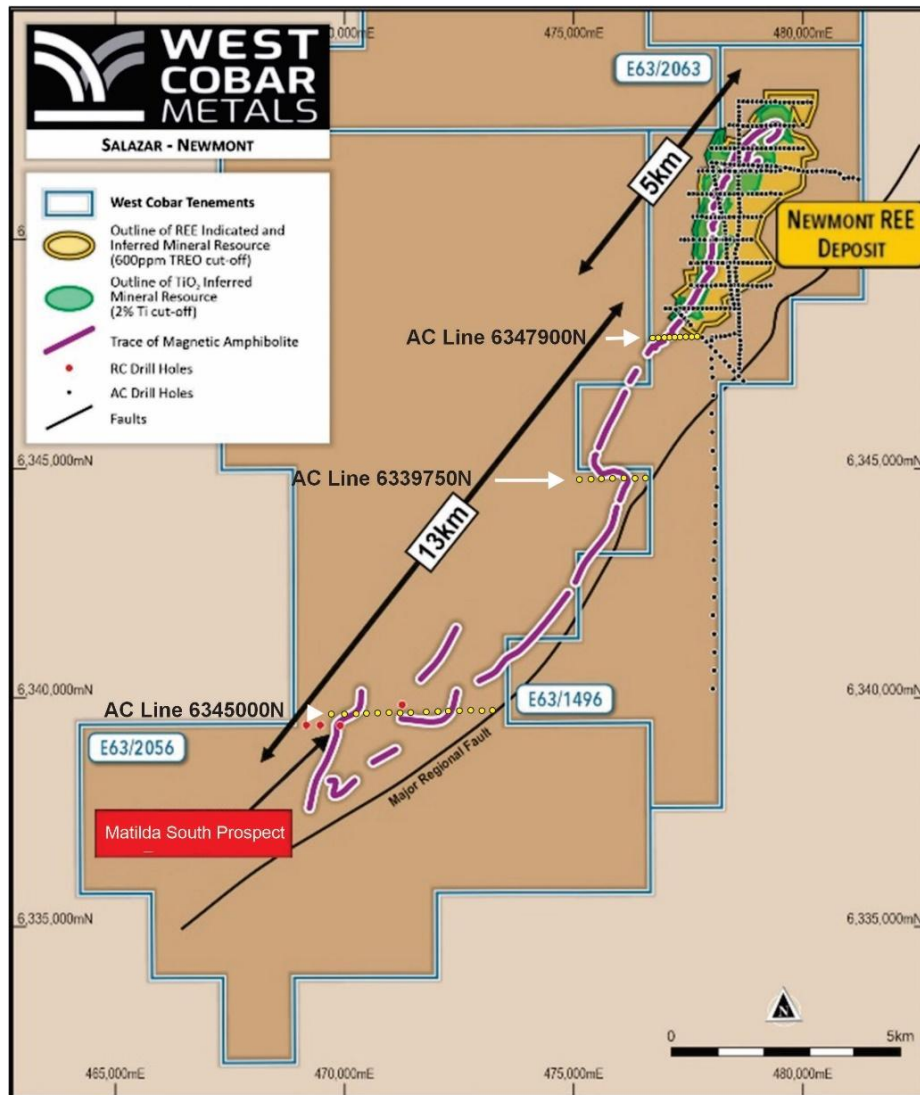 WEST
COBAR
METALS
SALAZAR - NEWMONT
West Cobar Tenements
Outline of REE Indicated and
Inferred Mineral Resource
(600ppm TREO cut-off)
Outline of TiO₂ Inferred
Mineral Resource
(2% Ti cut-off)
Trace of Magnetic Amphibolite
RC Drill Holes
AC Drill Holes
Faults
475,000mE
480,000mE
E63/2063
5km
NEWMONT REE
DEPOSIT
AC Line 6347900N
6,345,000mN
6,345,000mN
AC Line 6339750N
13km
6,340,000mN
6,340,000mN
AC Line 6345000N
E63/1496
E63/2056
Major Regional Fault
Matilda South Prospect
6,335,000mN
6,335,000mN
N
0
5km
465,000mE
470,000mE
475,000mE
480,000mE